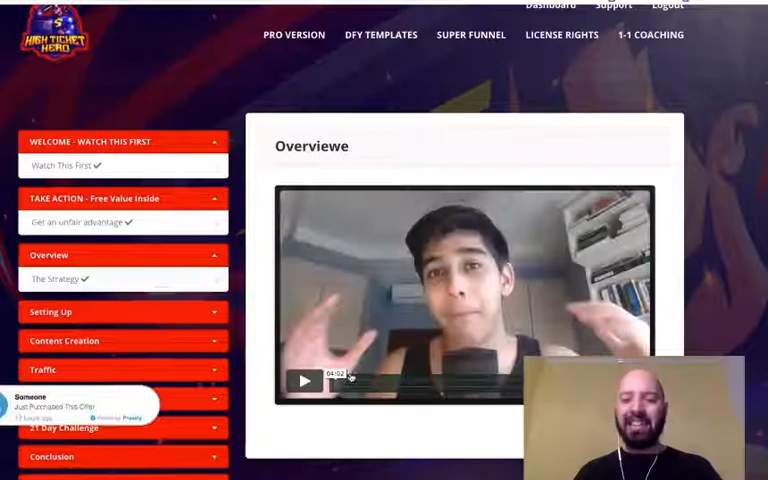 Dashboard Support Logout
HIGH TICKET
HERO
PRO VERSION DFY TEMPLATES SUPER FUNNEL LICENSE RIGHTS 1-1 COACHING
WELCOME - WATCH THIS FIRST
Watch This First
TAKE ACTION - Free Value Inside
Get an unfair advantage
Overview
The Strategy
Setting Up
Content Creation
Traffic
21 Day Challenge
Conclusion
Someone
Just Purchased This Offer
hours ago
Overviewe
04:02